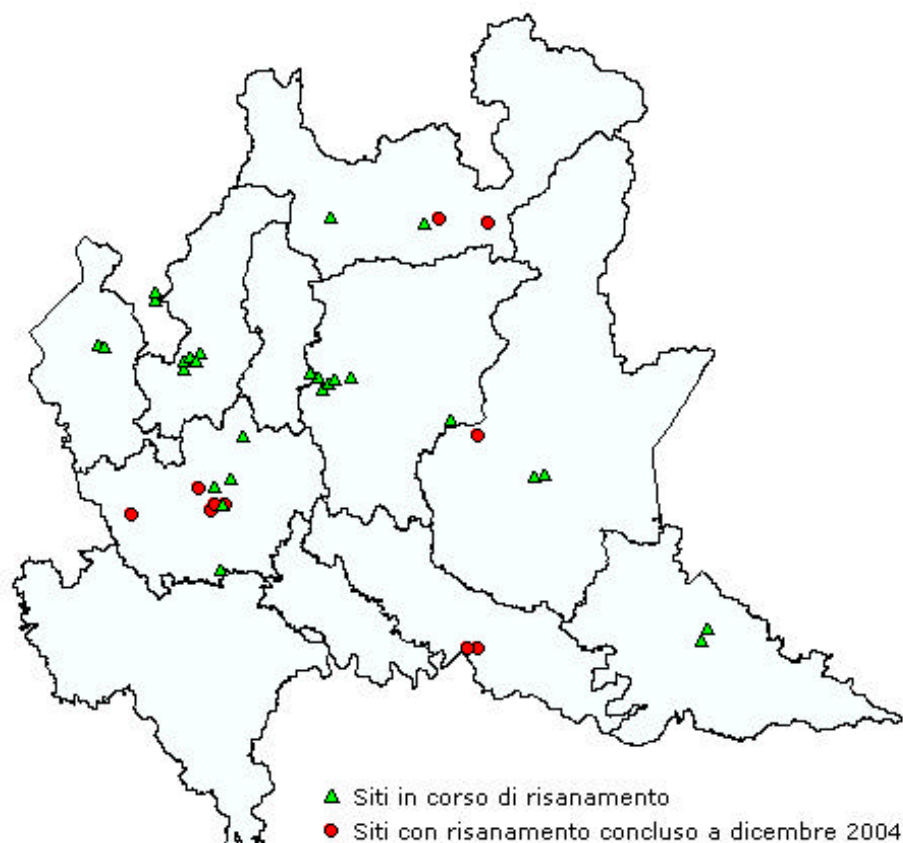 Siti in corso di risanamento
Siti con risanamento concluso a dicembre 2004